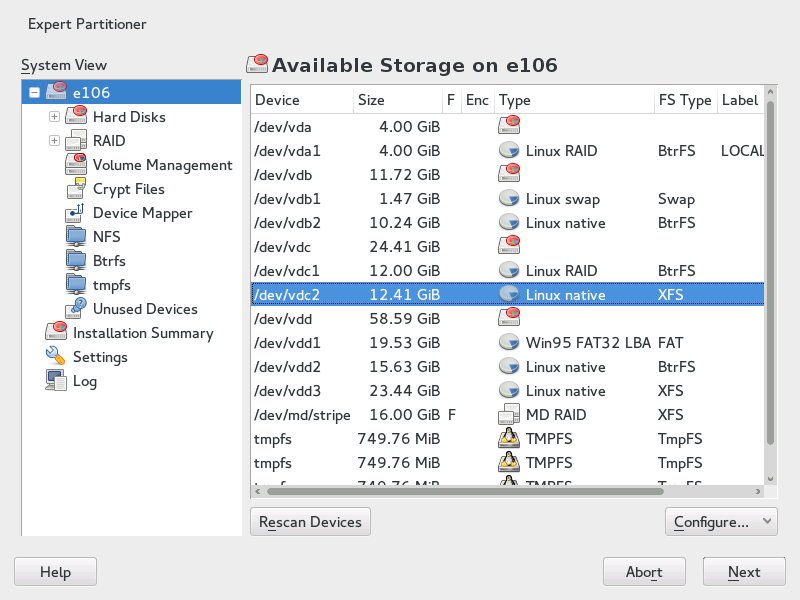 Expert Partitioner
System View
e106
Hard Disks
RAID
Volume Management
Crypt Files
Device Mapper
NFS
Btrfs
tmpfs
Unused Devices
Installation Summary
Settings
Log
Available Storage on e106
Device Size F Enc Type FS Type Label
/dev/vda 4.00 GiB
/dev/vda1 4.00 GiB Linux RAID BtrFS LOCAL
/dev/vdb 11.72 GiB
/dev/vdb1 1.47 GiB Linux swap Swap
/dev/vdb2 10.24 GiB Linux native BtrFS
/dev/vdc 24.41 GiB
/dev/vdc1 12.00 GiB Linux RAID BtrFS
/dev/vdc2 12.41 GiB Linux native XFS
/dev/vdd 58.59 GiB
/dev/vdd1 19.53 GiB Win95 FAT32 LBA FAT
/dev/vdd2 15.63 GiB Linux native BtrFS
/dev/vdd3 23.44 GiB Linux native XFS
/dev/md/stripe 16.00 GiB F MD RAID XFS
tmpfs 749.76 MiB TMPFS TmpFS
tmpfs 749.76 MiB TMPFS TmpFS
tmpfs 749.76 MiB TMPFS TmpFS
Rescan Devices Configure...
Help Abort Next